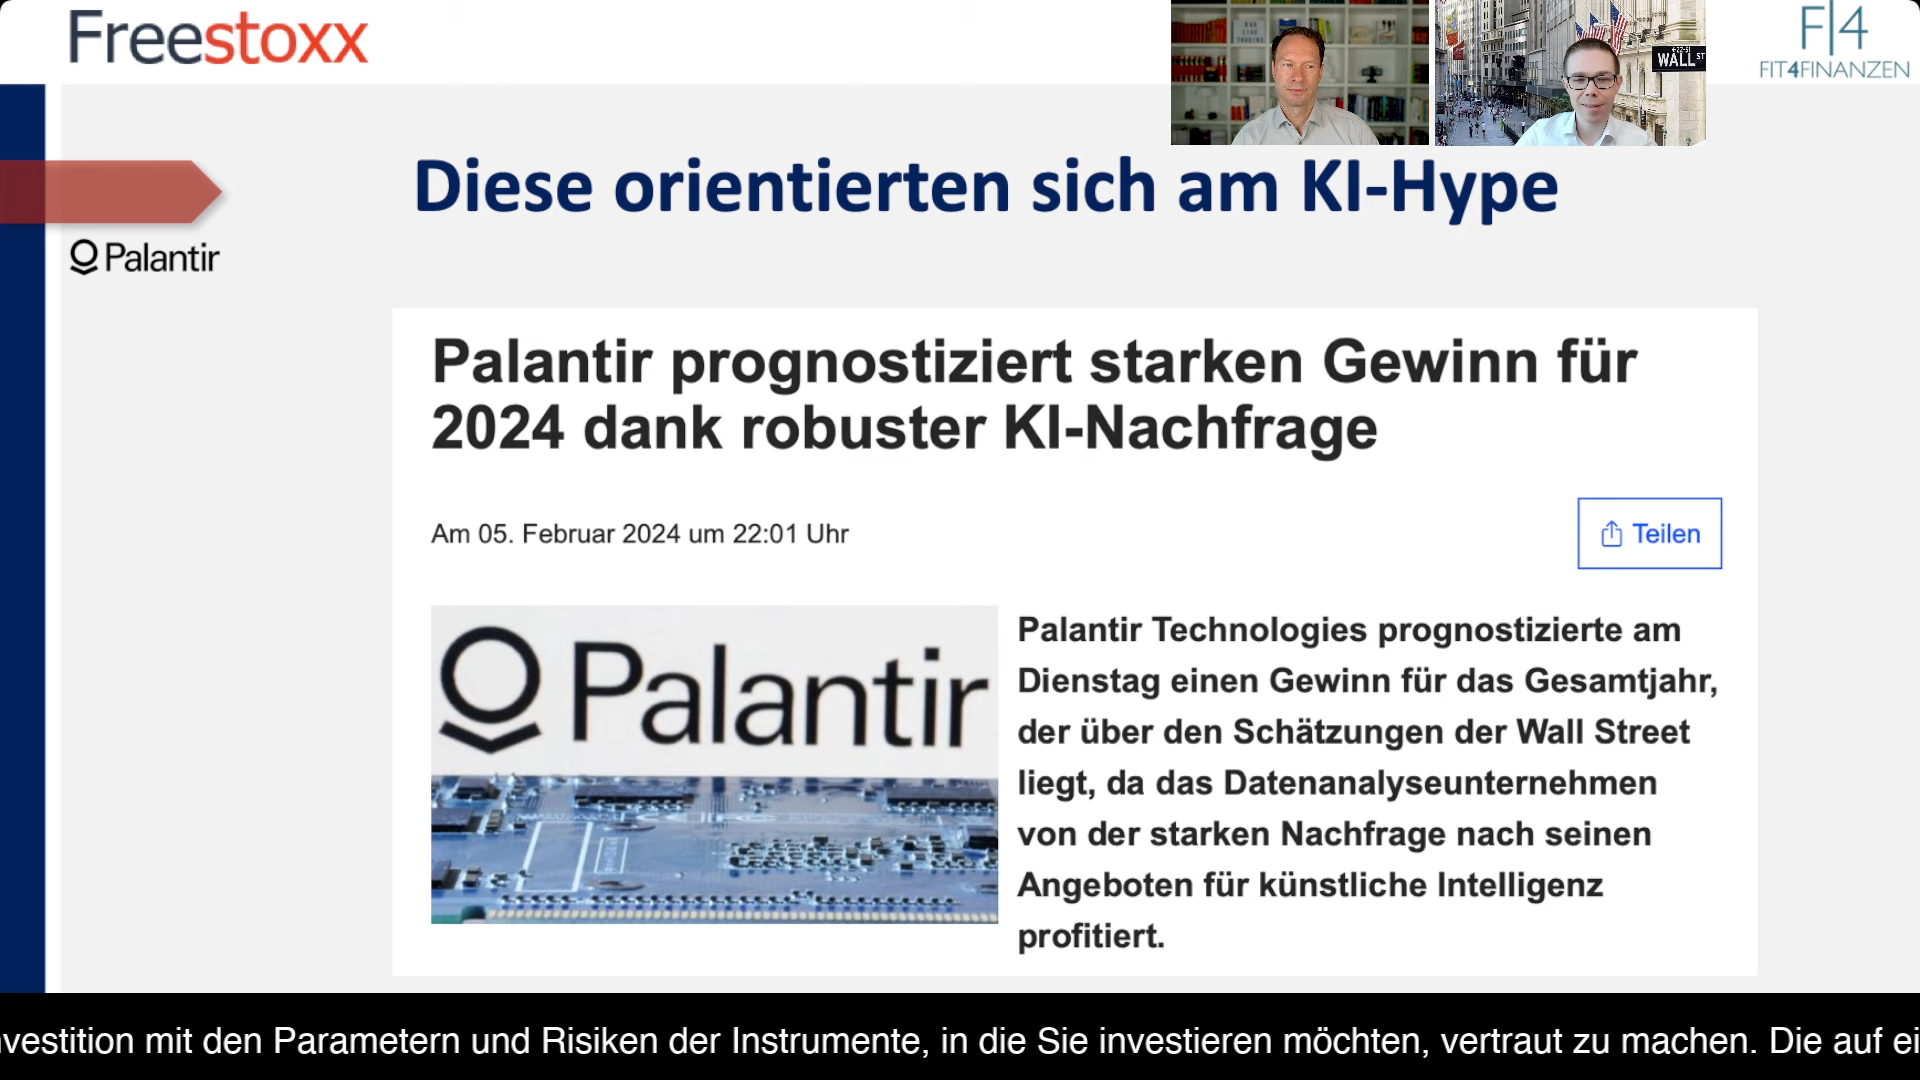 Freestoxx
F|4
FIT4FINANZEN
WALL ST
Diese orientierten sich am KI-Hype
Palantir
Palantir prognostiziert starken Gewinn für
2024 dank robuster KI-Nachfrage
Am 05. Februar 2024 um 22:01 Uhr
Teilen
Palantir
Palantir Technologies prognostizierte am
Dienstag einen Gewinn für das Gesamtjahr,
der über den Schätzungen der Wall Street
liegt, da das Datenanalyseunternehmen
von der starken Nachfrage nach seinen
Angeboten für künstliche Intelligenz
profitiert.
nvestition mit den Parametern und Risiken der Instrumente, in die Sie investieren möchten, vertraut zu machen. Die auf ei